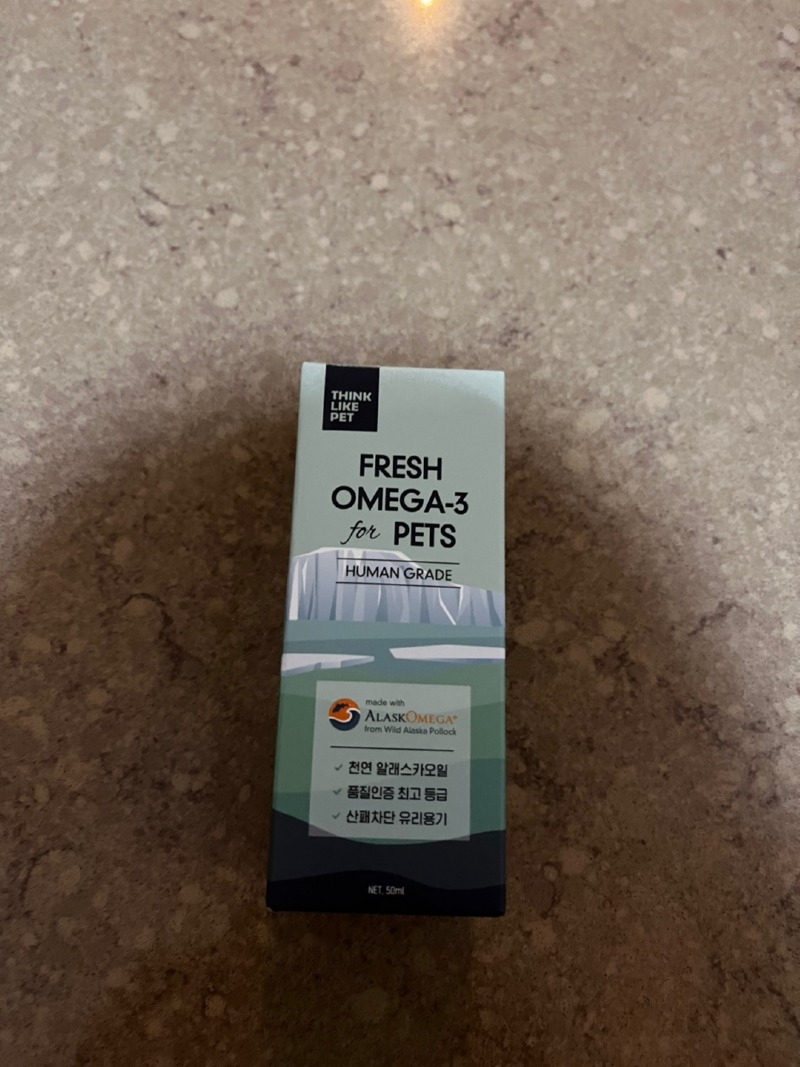 THINK
LIKE
PET
FRESH
OMEGA-3
for PETS
HUMAN GRADE
made with
ALASKOMEGA®
from Wild Alaska Pollock
✓ 천연 알래스카오일
✓ 품질인증 최고 등급
✓ 산패차단 유리용기
NET. 50ml